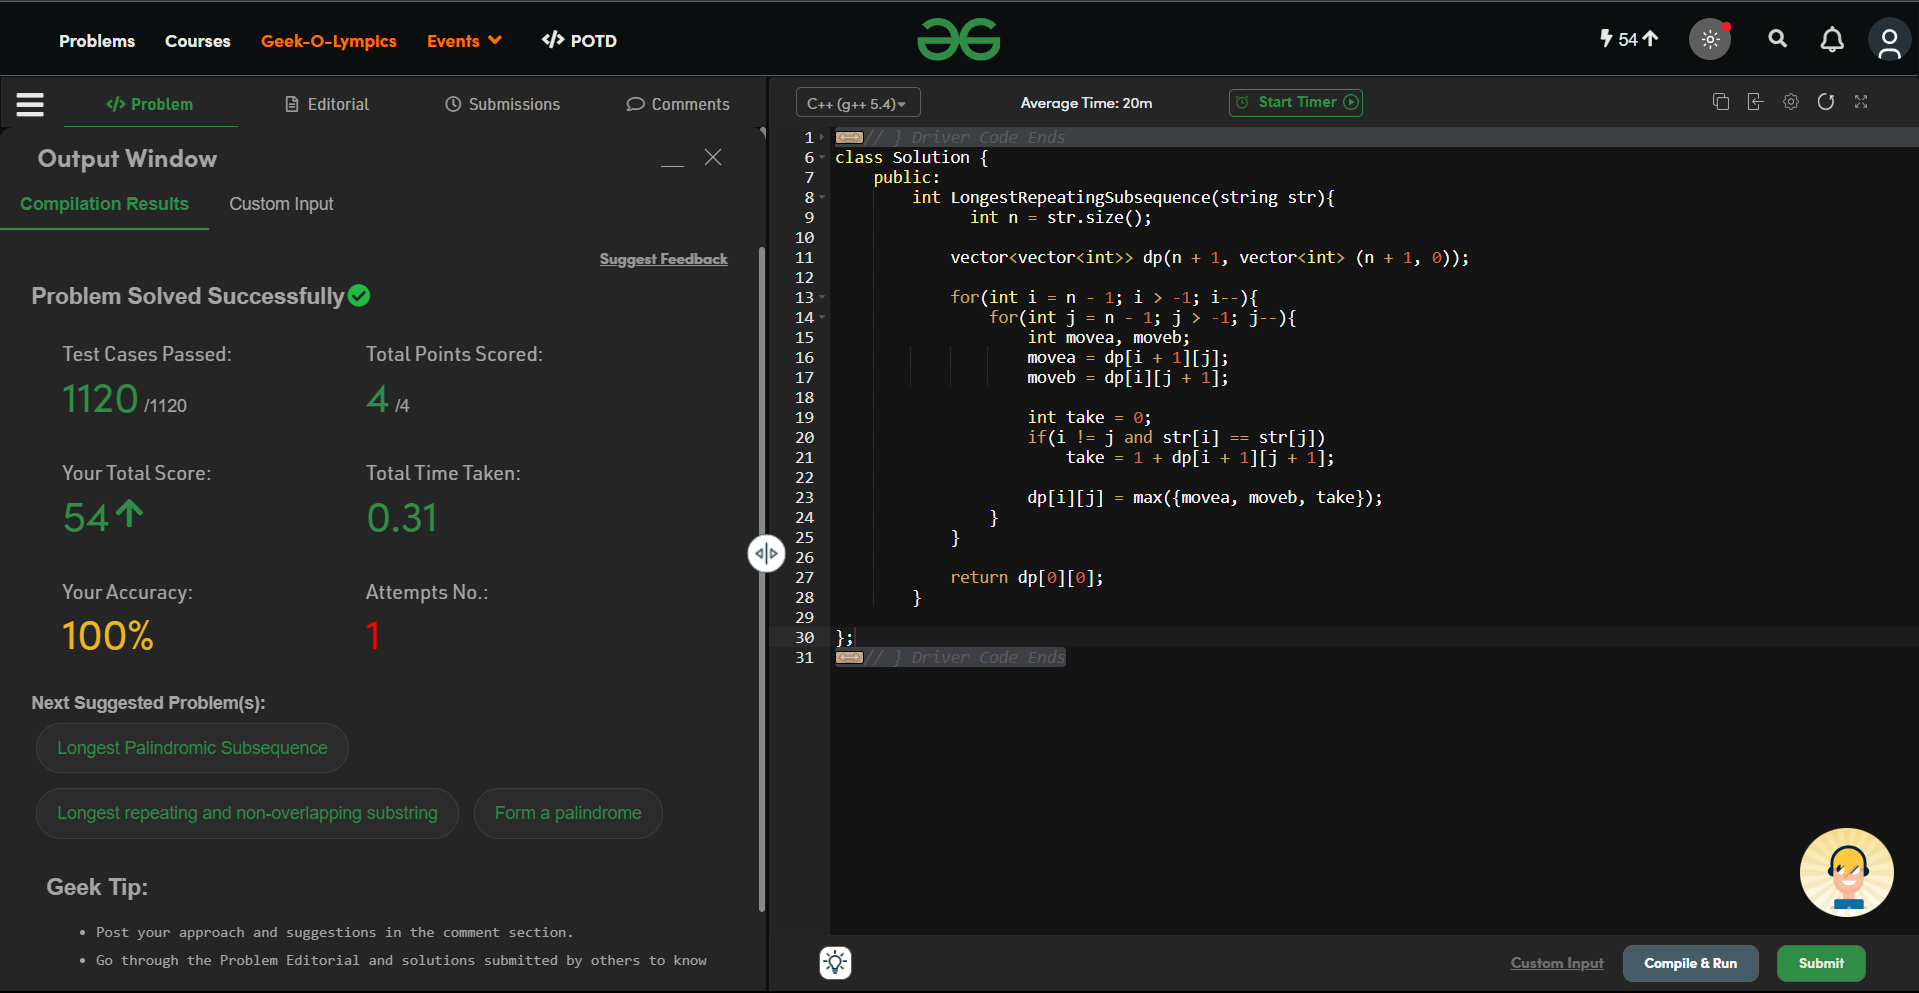 Problems Courses Geek-O-Lympics Events </> POTD 54
</> Problem Editorial Submissions Comments
Output Window
Compilation Results Custom Input
Suggest Feedback
Problem Solved Successfully
Test Cases Passed: Total Points Scored:
1120 /1120 4 /4
Your Total Score: Total Time Taken:
54 0.31
Your Accuracy: Attempts No.:
100% 1
Next Suggested Problem(s):
Longest Palindromic Subsequence
Longest repeating and non-overlapping substring Form a palindrome
Geek Tip:
• Post your approach and suggestions in the comment section.
• Go through the Problem Editorial and solutions submitted by others to know
C++ (g++ 5.4) Average Time: 20m Start Timer
1 // } Driver Code Ends
6 class Solution {
7     public:
8         int LongestRepeatingSubsequence(string str){
9               int n = str.size();
10
11             vector<vector<int>> dp(n + 1, vector<int> (n + 1, 0));
12
13             for(int i = n - 1; i > -1; i--){
14                 for(int j = n - 1; j > -1; j--){
15                     int movea, moveb;
16                     movea = dp[i + 1][j];
17                     moveb = dp[i][j + 1];
18
19                     int take = 0;
20                     if(i != j and str[i] == str[j])
21                         take = 1 + dp[i + 1][j + 1];
22
23                     dp[i][j] = max({movea, moveb, take});
24                 }
25             }
26
27             return dp[0][0];
28         }
29
30 };
31 // } Driver Code Ends
Custom Input Compile & Run Submit